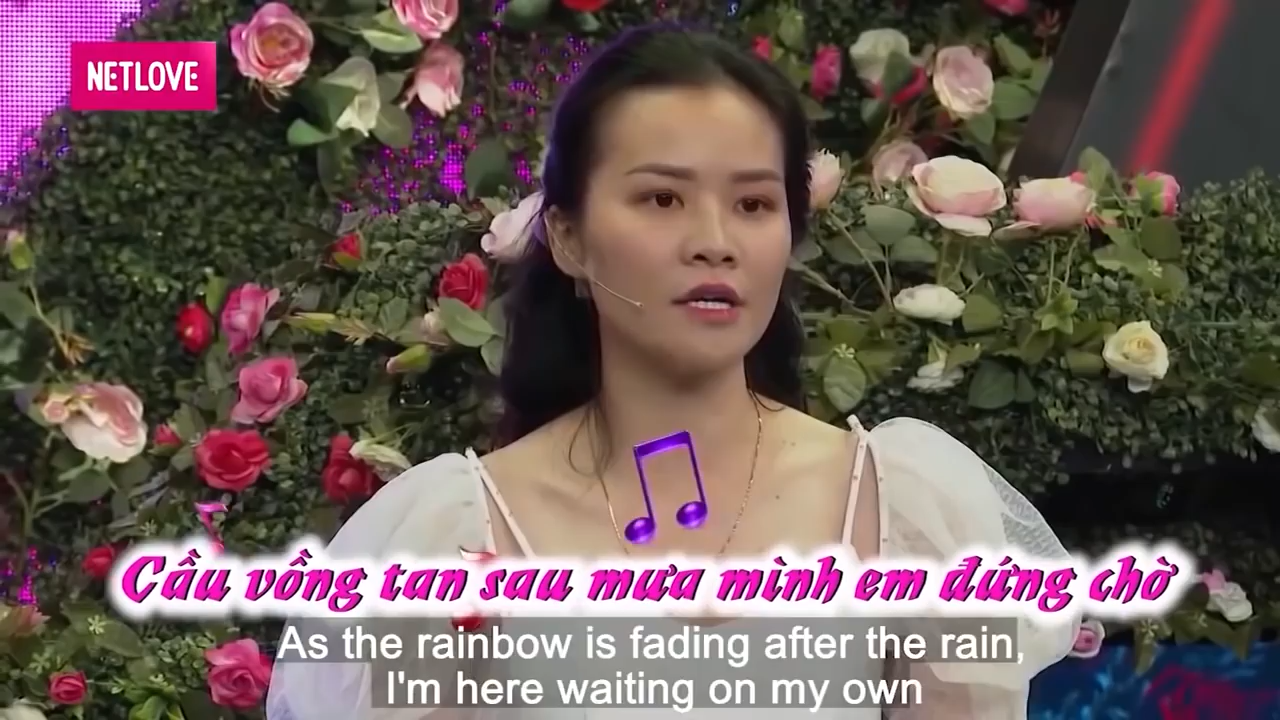 NETLOVE
Cầu vồng tan sau mưa mình em đứng chờ
As the rainbow is fading after the rain,
I'm here waiting on my own